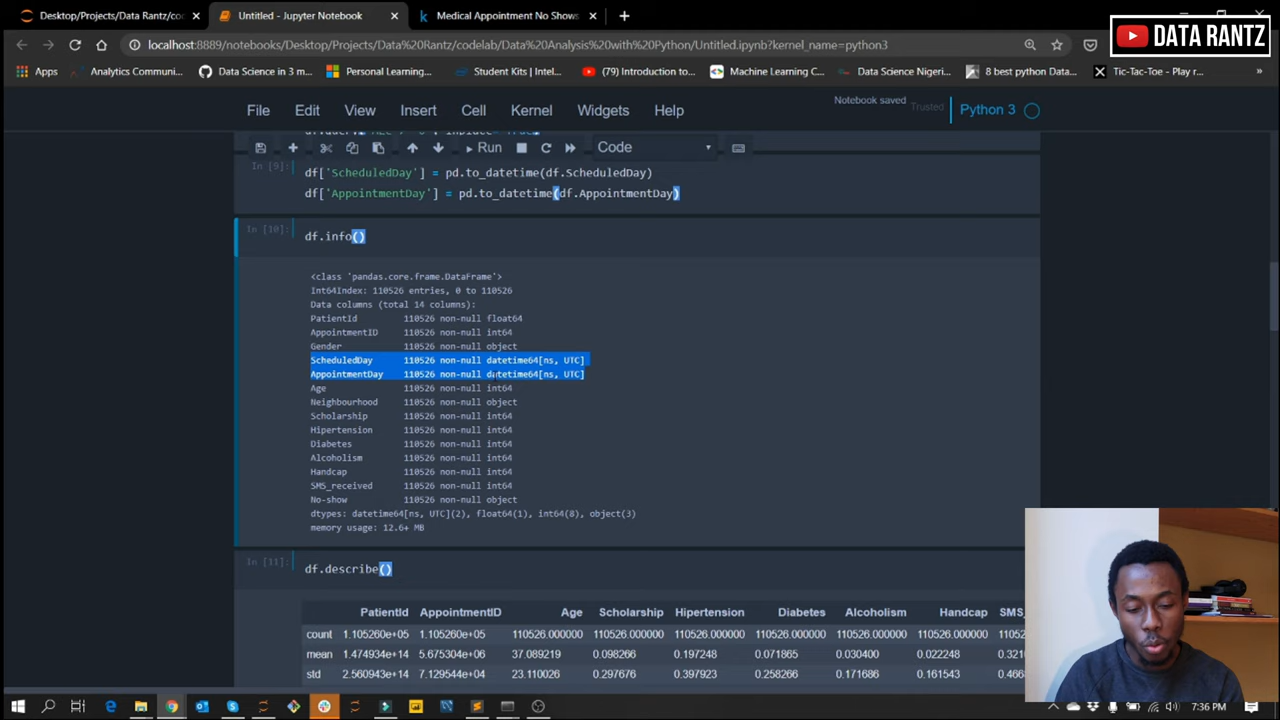 Desktop/Projects/Data Rantz/co
Untitled - Jupyter Notebook
Medical Appointment No Shows
DATA RANTZ
localhost:8889/notebooks/Desktop/Projects/Data%20Rantz/codelab/Data%20Analysis%20with%20Python/Untitled.ipynb?kernel_name=python3
Apps
Analytics Communi...
Data Science in 3 m...
Personal Learning...
Student Kits | Intel...
(79) Introduction to...
Machine Learning C...
Data Science Nigeri...
8 best python Data...
Tic-Tac-Toe - Play r...
»
File Edit View Insert Cell Kernel Widgets Help
Notebook saved
Trusted
Python 3
Run
Code
In [9]:
df['ScheduledDay'] = pd.to_datetime(df.ScheduledDay)
df['AppointmentDay'] = pd.to_datetime(df.AppointmentDay)
In [10]:
df.info()
<class 'pandas.core.frame.DataFrame'>
Int64Index: 110526 entries, 0 to 110526
Data columns (total 14 columns):
PatientId 110526 non-null float64
AppointmentID 110526 non-null int64
Gender 110526 non-null object
ScheduledDay 110526 non-null datetime64[ns, UTC]
AppointmentDay 110526 non-null datetime64[ns, UTC]
Age 110526 non-null int64
Neighbourhood 110526 non-null object
Scholarship 110526 non-null int64
Hipertension 110526 non-null int64
Diabetes 110526 non-null int64
Alcoholism 110526 non-null int64
Handcap 110526 non-null int64
SMS_received 110526 non-null int64
No-show 110526 non-null object
dtypes: datetime64[ns, UTC](2), float64(1), int64(8), object(3)
memory usage: 12.6+ MB
In [11]:
df.describe()
PatientId AppointmentID Age Scholarship Hipertension Diabetes Alcoholism Handcap SMS_
count 1.105260e+05 1.105260e+05 110526.000000 110526.000000 110526.000000 110526.000000 110526.000000 110526.000000 110526
mean 1.474934e+14 5.675304e+06 37.089219 0.098266 0.197248 0.071865 0.030400 0.022248 0.3210
std 2.560943e+14 7.129544e+04 23.110026 0.297676 0.397923 0.258266 0.171686 0.161543 0.466
7:36 PM